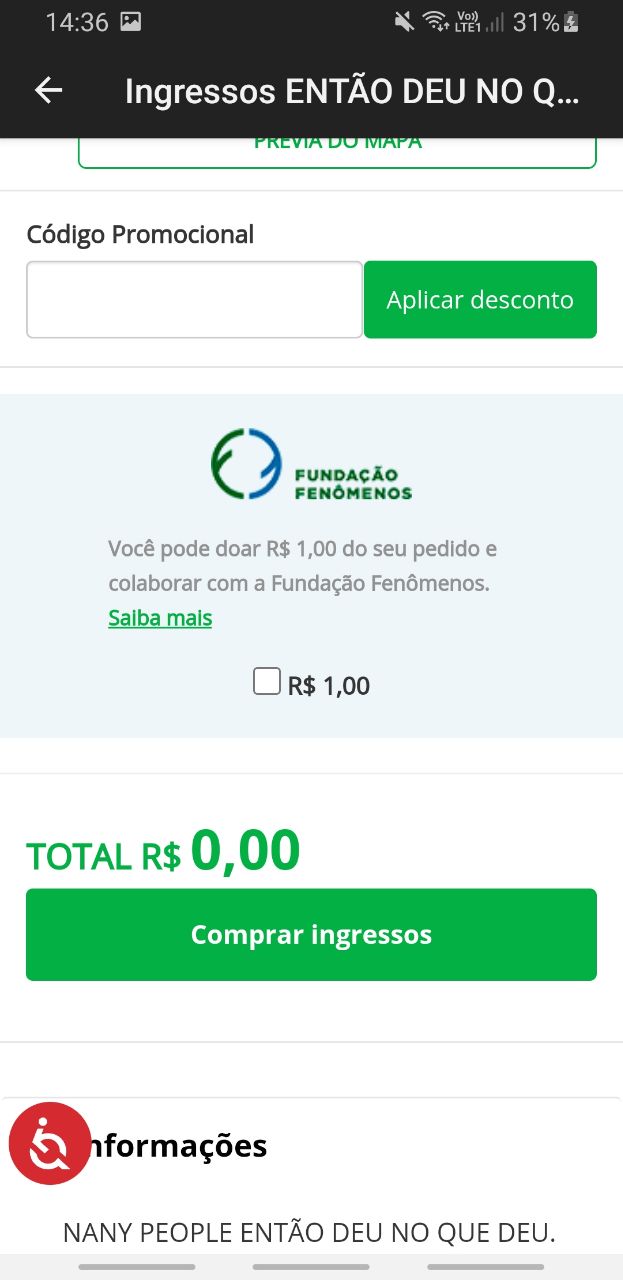 14:36
Vo)) LTE1 31%
Ingressos ENTÃO DEU NO Q...
PRÉVIA DO MAPA
Código Promocional
Aplicar desconto
FUNDAÇÃO
FENÔMENOS
Você pode doar R$ 1,00 do seu pedido e
colaborar com a Fundação Fenômenos.
Saiba mais
R$ 1,00
TOTAL R$ 0,00
Comprar ingressos
nformações
NANY PEOPLE ENTÃO DEU NO QUE DEU.